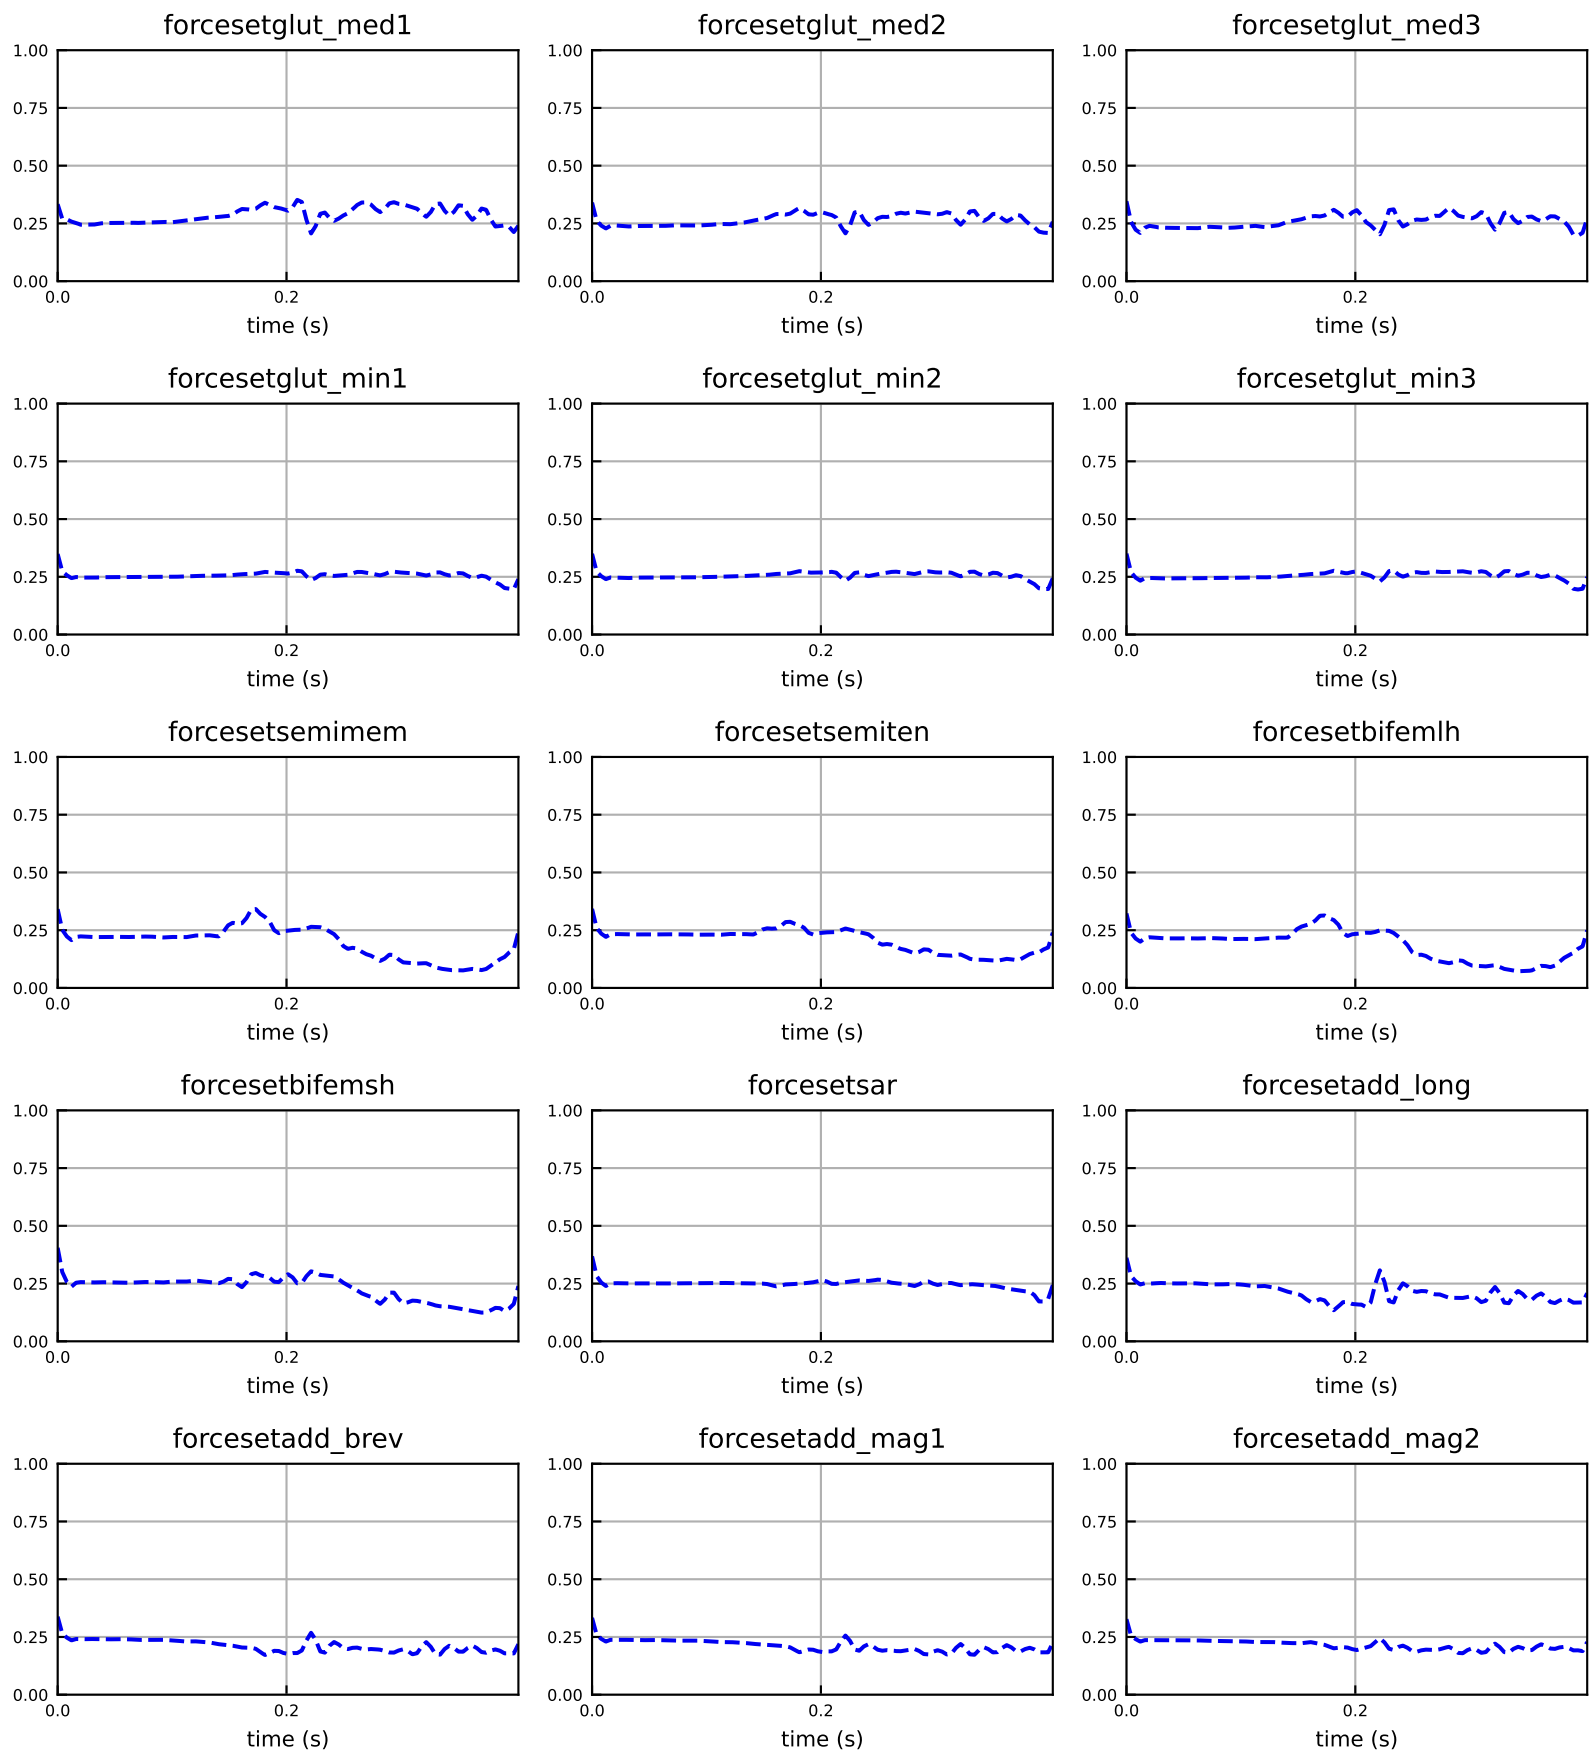 forcesetglut_med1 forcesetglut_med2 forcesetglut_med3
1.00 1.00 1.00
0.75 0.75 0.75
0.50 0.50 0.50
0.25 0.25 0.25
0.00 0.00 0.00
0.0 0.2 0.0 0.2 0.0 0.2
time (s) time (s) time (s)
forcesetglut_min1 forcesetglut_min2 forcesetglut_min3
1.00 1.00 1.00
0.75 0.75 0.75
0.50 0.50 0.50
0.25 0.25 0.25
0.00 0.00 0.00
0.0 0.2 0.0 0.2 0.0 0.2
time (s) time (s) time (s)
forcesetsemimem forcesetsemiten forcesetbifemlh
1.00 1.00 1.00
0.75 0.75 0.75
0.50 0.50 0.50
0.25 0.25 0.25
0.00 0.00 0.00
0.0 0.2 0.0 0.2 0.0 0.2
time (s) time (s) time (s)
forcesetbifemsh forcesetsar forcesetadd_long
1.00 1.00 1.00
0.75 0.75 0.75
0.50 0.50 0.50
0.25 0.25 0.25
0.00 0.00 0.00
0.0 0.2 0.0 0.2 0.0 0.2
time (s) time (s) time (s)
forcesetadd_brev forcesetadd_mag1 forcesetadd_mag2
1.00 1.00 1.00
0.75 0.75 0.75
0.50 0.50 0.50
0.25 0.25 0.25
0.00 0.00 0.00
0.0 0.2 0.0 0.2 0.0 0.2
time (s) time (s) time (s)